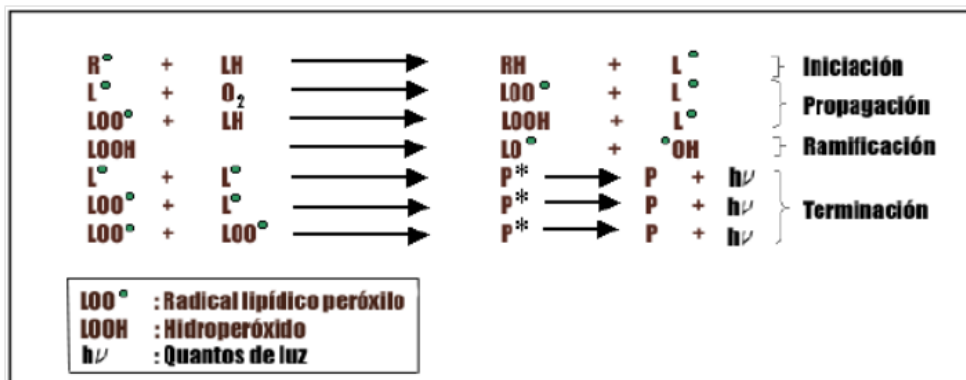 R• + LH → RH + L• } Iniciación
L• + O₂ → LOO• + L•
LOO• + LH → LOOH + L• } Propagación
LOOH → LO• + •OH } Ramificación
L• + L• → P* → P + hν
LOO• + L• → P* → P + hν } Terminación
LOO• + LOO• → P* → P + hν
LOO• : Radical lipídico peróxilo
LOOH : Hidroperóxido
hν : Quantos de luz